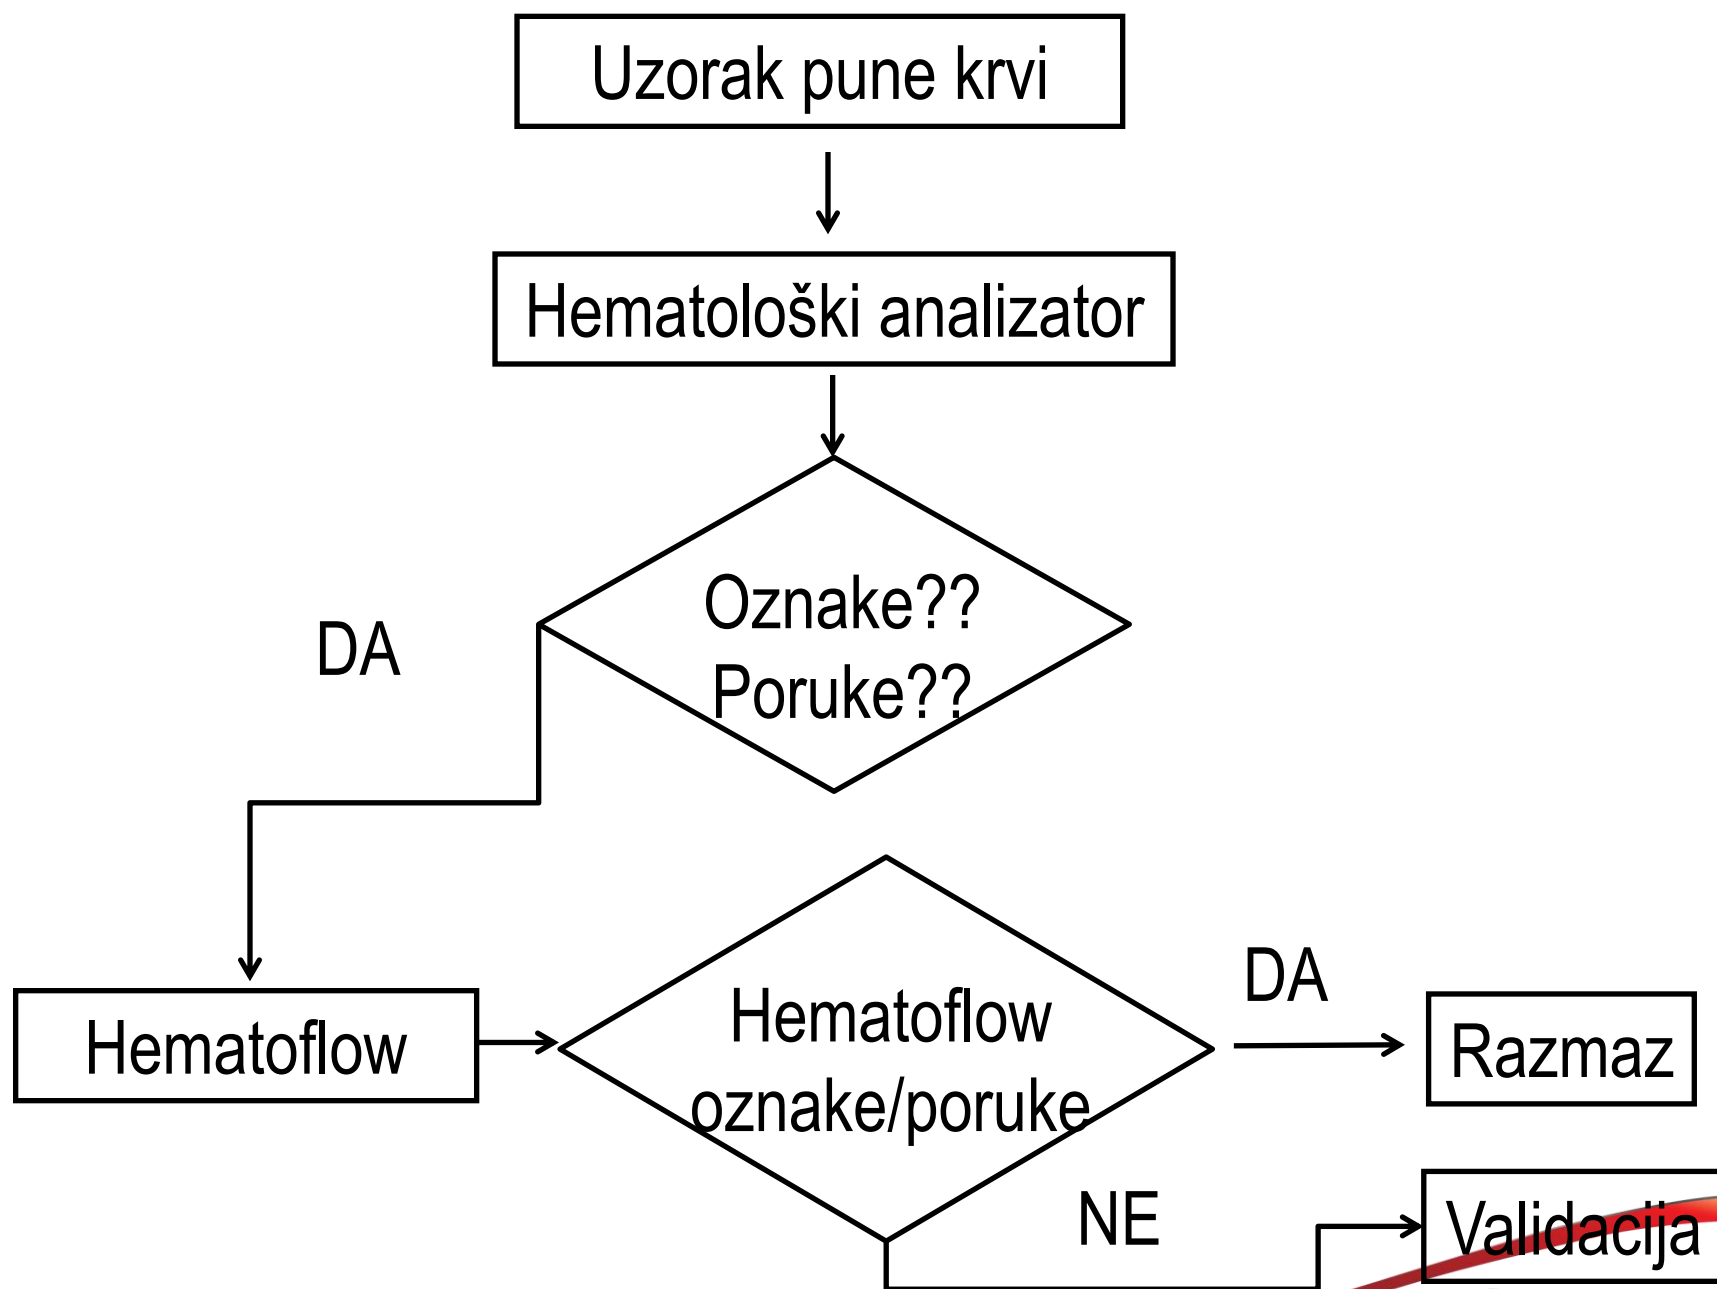 Uzorak pune krvi
Hematološki analizator
Oznake??
Poruke??
DA
Hematoflow
Hematoflow
oznake/poruke
DA
Razmaz
NE
Validacija